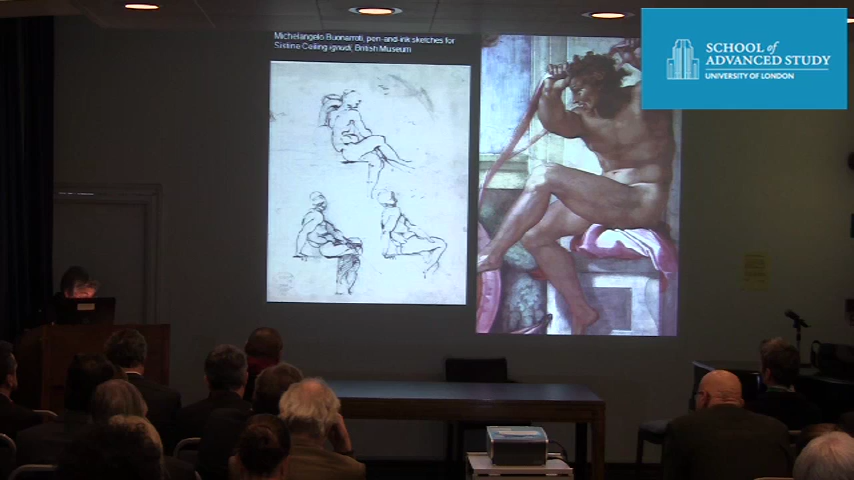 Michelangelo Buonarroti, pen-and-ink sketches for
Sistine Ceiling ignudi, British Museum
SCHOOL of
ADVANCED STUDY
UNIVERSITY OF LONDON